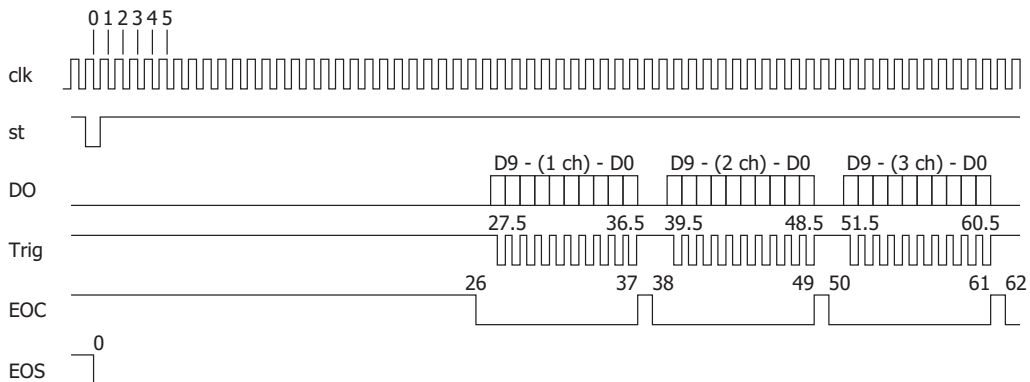 0 1 2 3 4 5
clk
st
D9 - (1 ch) - D0 D9 - (2 ch) - D0 D9 - (3 ch) - D0
DO
27.5 36.5 39.5 48.5 51.5 60.5
Trig
26 37 38 49 50 61 62
EOC
0
EOS